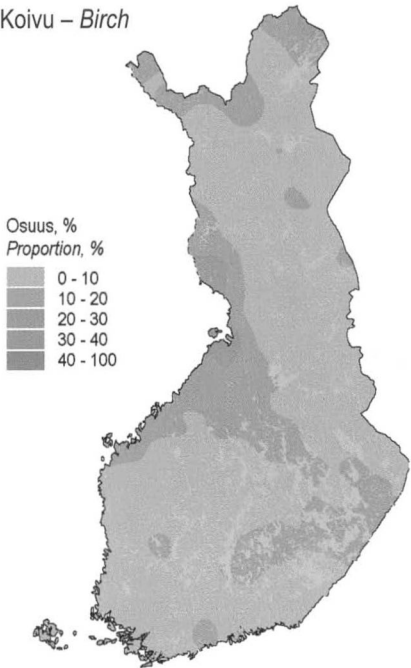 Koivu – Birch
Osuus, %
Proportion, %
0 - 10
10 - 20
20 - 30
30 - 40
40 - 100